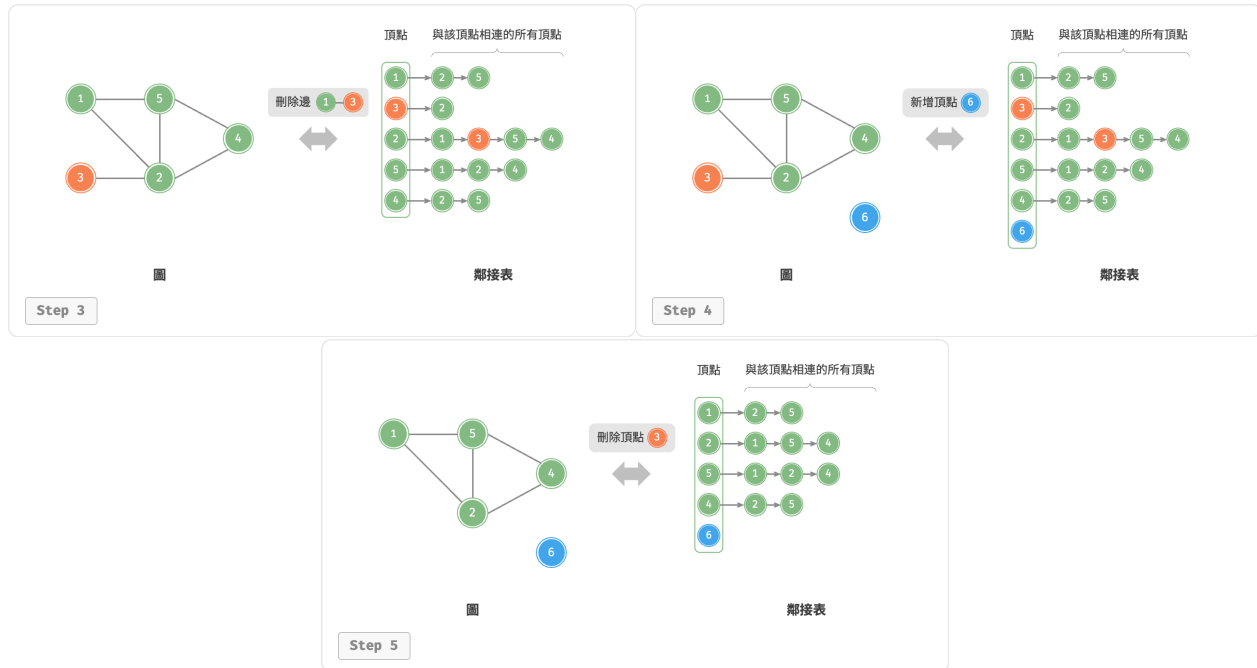 頂點 與該頂點相連的所有頂點
1 5 4 3 2
刪除邊 1 3
1 2 5
3 2
2 1 3 5 4
5 1 2 4
4 2 5
圖 鄰接表
Step 3
頂點 與該頂點相連的所有頂點
1 5 4 3 2 6
新增頂點 6
1 2 5
3 2
2 1 3 5 4
5 1 2 4
4 2 5
6
圖 鄰接表
Step 4
頂點 與該頂點相連的所有頂點
1 5 4 2 6
刪除頂點 3
1 2 5
2 1 5 4
5 1 2 4
4 2 5
6
圖 鄰接表
Step 5